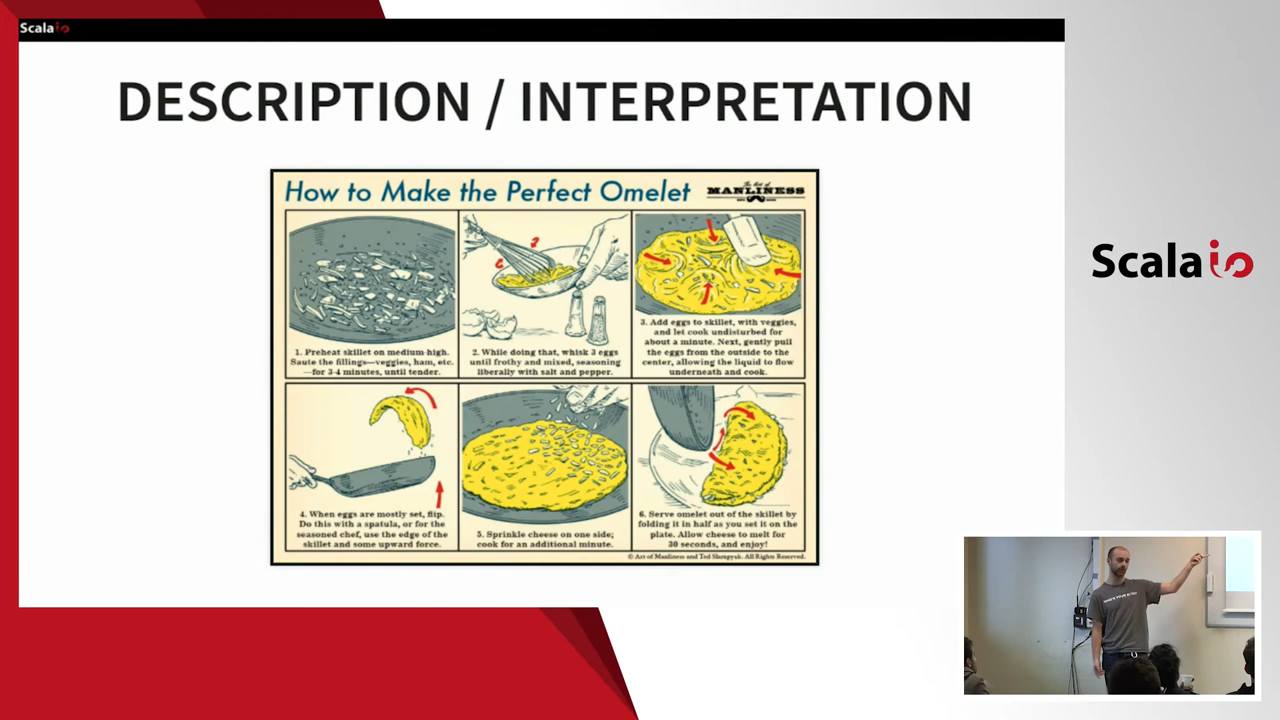 Scalaio
DESCRIPTION / INTERPRETATION
How to Make the Perfect Omelet
The Art of
MANLINESS
1. Preheat skillet on medium-high.
Saute the fillings—veggies, ham, etc.
—for 3-4 minutes, until tender.
2. While doing that, whisk 3 eggs
until frothy and mixed, seasoning
liberally with salt and pepper.
3. Add eggs to skillet, with veggies,
and let cook undisturbed for
about a minute. Next, gently pull
the eggs from the outside to the
center, allowing the liquid to flow
underneath and cook.
4. When eggs are mostly set, flip.
Do this with a spatula, or for the
seasoned chef, use the edge of the
skillet and some upward force.
5. Sprinkle cheese on one side;
cook for an additional minute.
6. Serve omelet out of the skillet by
folding it in half as you set it on the
plate. Allow cheese to melt for
30 seconds, and enjoy!
© Art of Manliness and Ted Slampyak. All Rights Reserved.
Scalaio